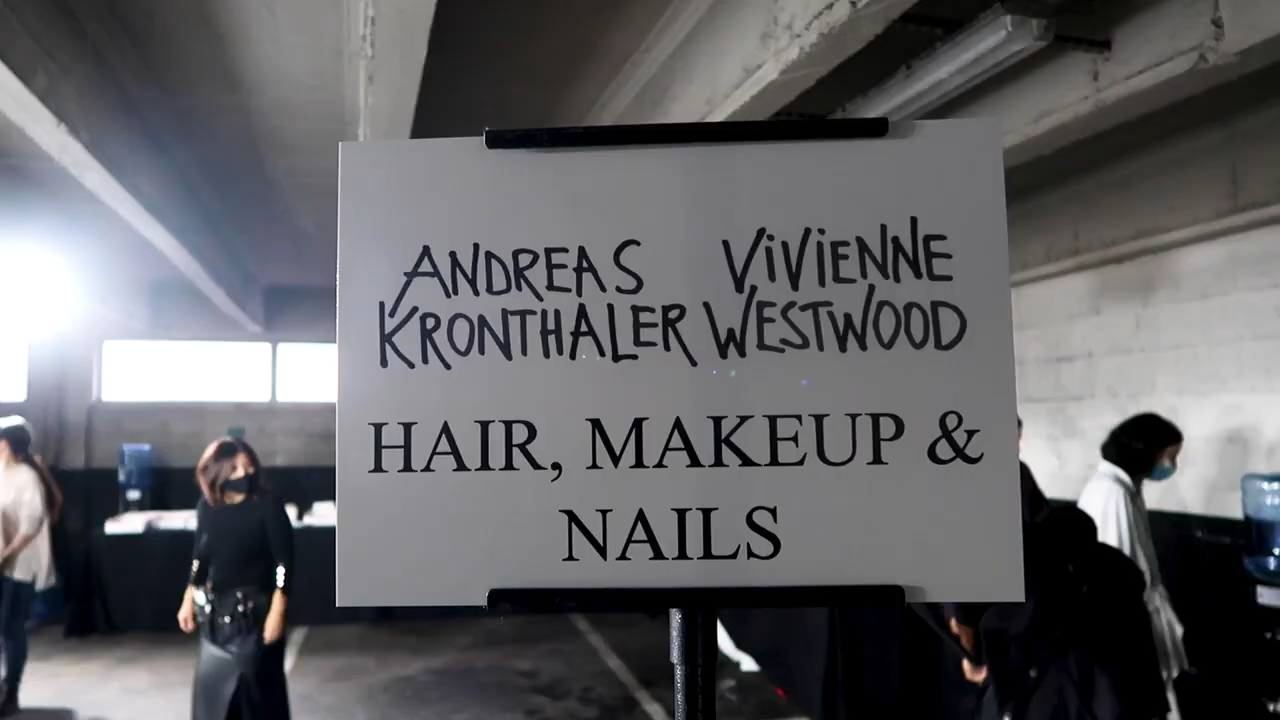 ANDREAS ViViENNE
KRONTHALER WESTWOOD
HAIR, MAKEUP &
NAILS